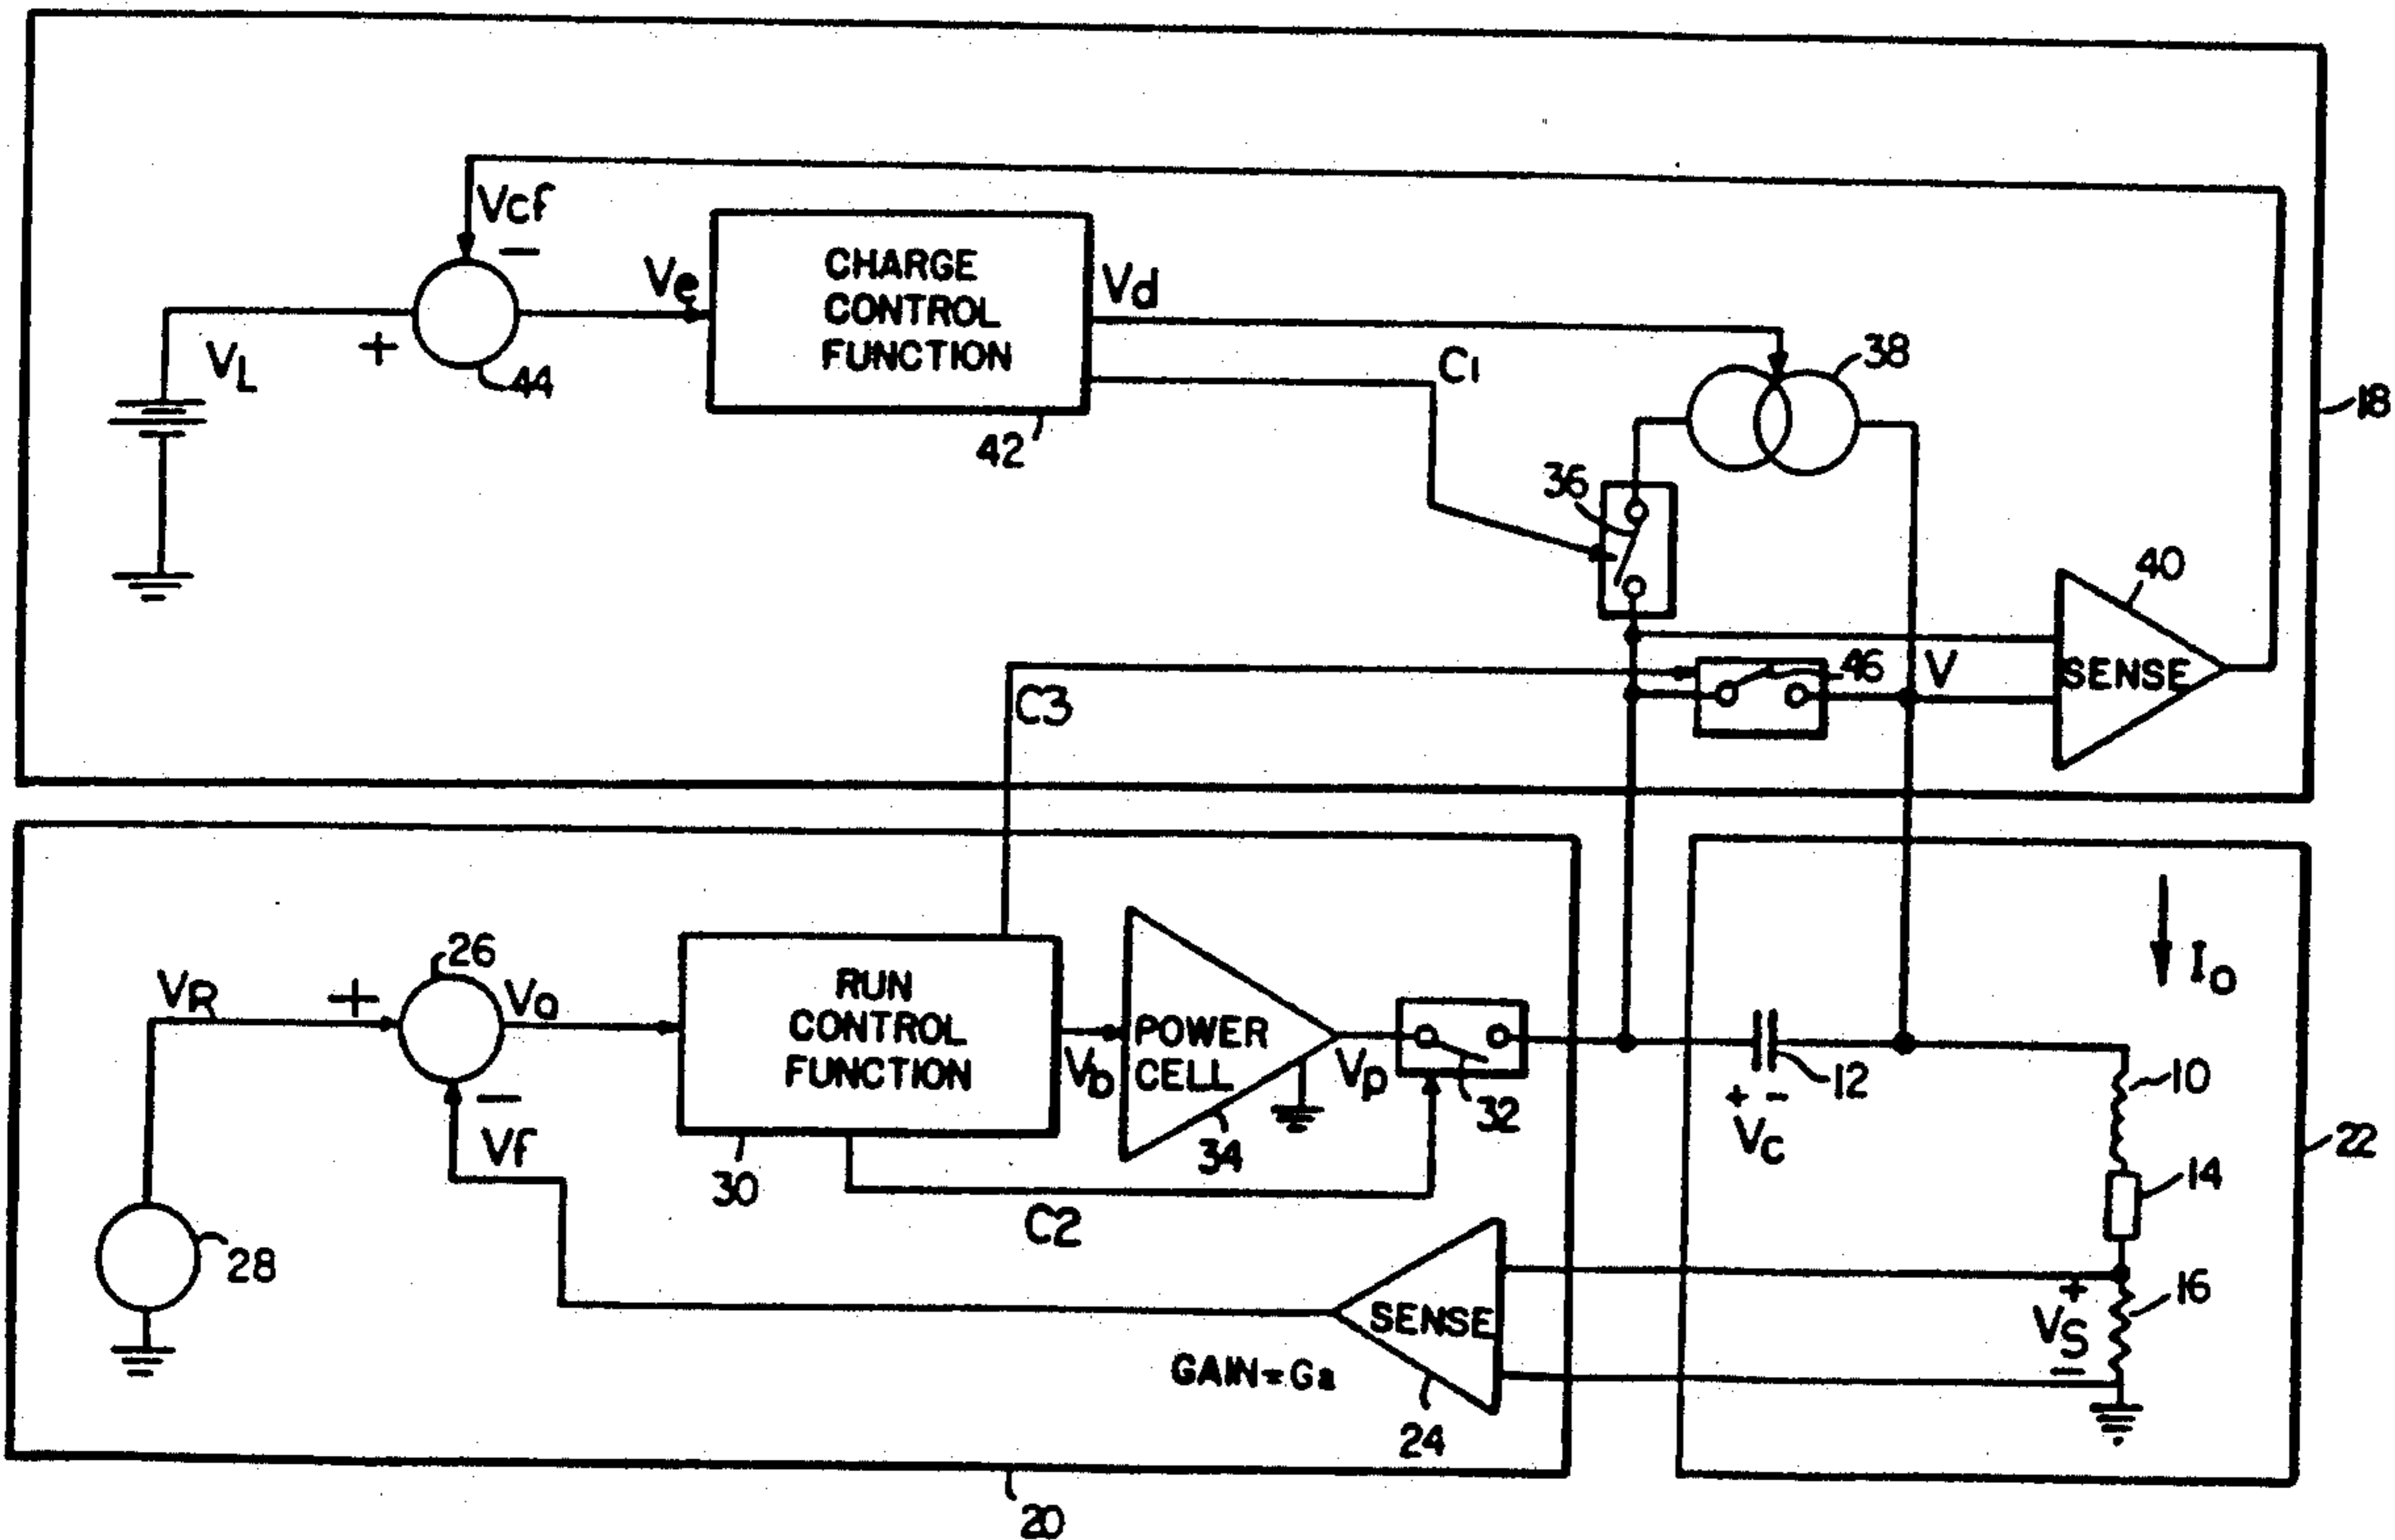 Vcf
−
CHARGE
CONTROL
FUNCTION
Ve
Vd
VL
+
44
42
C1
38
18
36
40
SENSE
46
V
C3
26
VR
+
Va
RUN
CONTROL
FUNCTION
Vb
POWER
CELL
Vp
32
12
+ −
Vc
Io
10
−
Vf
30
34
14
22
C2
28
SENSE
+
Vs
−
16
GAIN=Ga
24
20